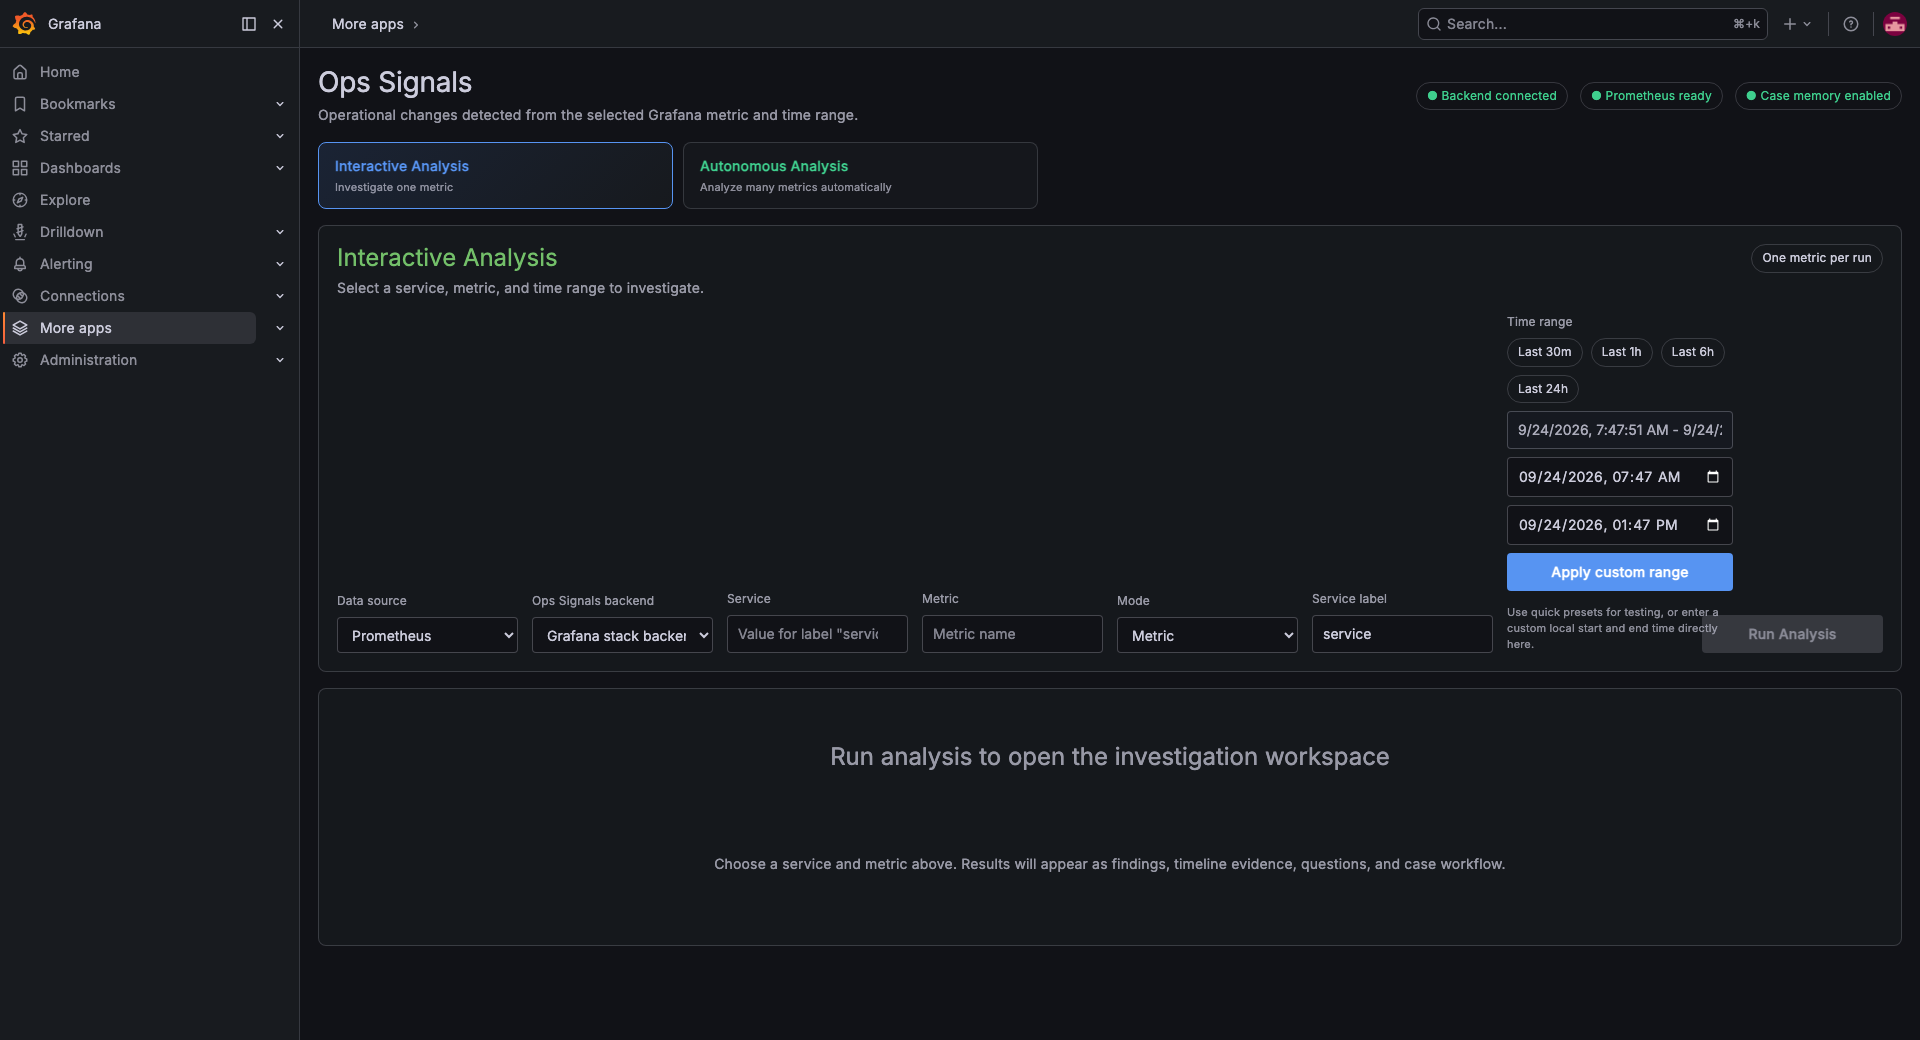 Grafana
More apps ›
Search...
⌘+k
Home
Bookmarks
Starred
Dashboards
Explore
Drilldown
Alerting
Connections
More apps
Administration
Ops Signals
Operational changes detected from the selected Grafana metric and time range.
Backend connected
Prometheus ready
Case memory enabled
Interactive Analysis
Investigate one metric
Autonomous Analysis
Analyze many metrics automatically
Interactive Analysis
Select a service, metric, and time range to investigate.
One metric per run
Time range
Last 30m
Last 1h
Last 6h
Last 24h
9/24/2026, 7:47:51 AM - 9/24/
09/24/2026, 07:47 AM
09/24/2026, 01:47 PM
Apply custom range
Use quick presets for testing, or enter a
custom local start and end time directly
here.
Data source
Prometheus
Ops Signals backend
Grafana stack backen
Service
Value for label "servic
Metric
Metric name
Mode
Metric
Service label
service
Run Analysis
Run analysis to open the investigation workspace
Choose a service and metric above. Results will appear as findings, timeline evidence, questions, and case workflow.